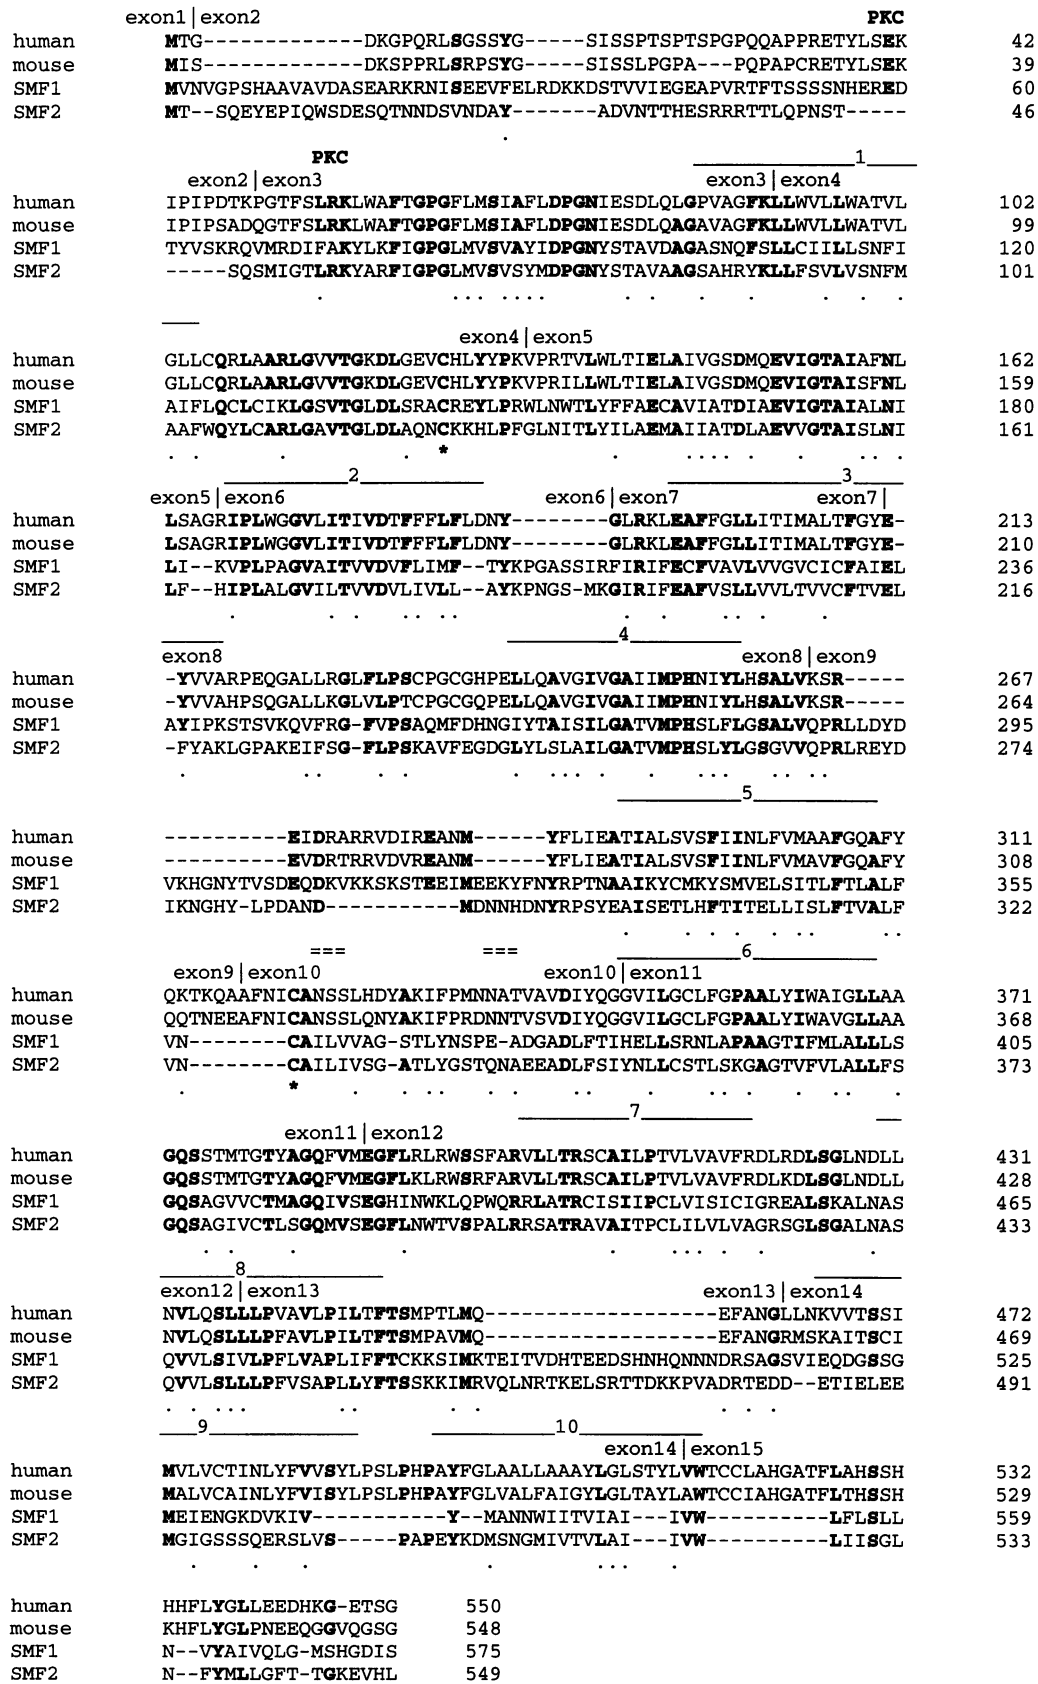 exon1|exon2 PKC
human MTG-------------DKGPQRLSGSSYG-----SISSPTSPTSPGPQQAPPRETYLSEK 42
mouse MIS-------------DKSPPRLSRPSYG-----SISSLPGPA---PQPAPCRETYLSEK 39
SMF1 MVNVGPSHAAVAVDASEARKRNISEEVFELRDKKDSTVVIEGEAPVRTFTSSSSNHERED 60
SMF2 MT--SQEYEPIQWSDESQTNNDSVNDAY-------ADVNTTHESRRRTTLQPNST----- 46
.
PKC 1
exon2|exon3 exon3|exon4
human IPIPDTKPGTFSLRKLWAFTGPGFLMSIAFLDPGNIESDLQLGPVAGFKLLWVLLWATVL 102
mouse IPIPSADQGTFSLRKLWAFTGPGFLMSIAFLDPGNIESDLQAGAVAGFKLLWVLLWATVL 99
SMF1 TYVSKRQVMRDIFAKYLKFIGPGLMVSVAYIDPGNYSTAVDAGASNQFSLLCIILLSNFI 120
SMF2 -----SQSMIGTLRKYARFIGPGLMVSVSYMDPGNYSTAVAAGSAHRYKLLFSVLVSNFM 101
. . . . . . . . . . . . .
exon4|exon5
human GLLCQRLAARLGVVTGKDLGEVCHLYYPKVPRTVLWLTIELAIVGSDMQEVIGTAIAFNL 162
mouse GLLCQRLAARLGVVTGKDLGEVCHLYYPKVPRILLWLTIELAIVGSDMQEVIGTAISFNL 159
SMF1 AIFLQCLCIKLGSVTGLDLSRACREYLPRWLNWTLYFFAECAVIATDIAEVIGTAIALNI 180
SMF2 AAFWQYLCARLGAVTGLDLAQNCKKHLPFGLNITLYILAEMAIIATDLAEVVGTAISLNI 161
. . . . * . . . . . . . . . .
2 3
exon5|exon6 exon6|exon7 exon7|
human LSAGRIPLWGGVLITIVDTFFFLFLDNY--------GLRKLEAFFGLLITIMALTFGYE- 213
mouse LSAGRIPLWGGVLITIVDTFFFLFLDNY--------GLRKLEAFFGLLITIMALTFGYE- 210
SMF1 LI--KVPLPAGVAITVVDVFLIMF--TYKPGASSIRFIRIFECFVAVLVVGVCICFAIEL 236
SMF2 LF--HIPLALGVILTVVDVLIVLL--AYKPNGS-MKGIRIFEAFVSLLVVLTVVCFTVEL 216
. . . . . . . . . . .
4
exon8 exon8|exon9
human -YVVARPEQGALLRGLFLPSCPGCGHPELLQAVGIVGAIIMPHNIYLHSALVKSR----- 267
mouse -YVVAHPSQGALLKGLVLPTCPGCGQPELLQAVGIVGAIIMPHNIYLHSALVKSR----- 264
SMF1 AYIPKSTSVKQVFRG-FVPSAQMFDHNGIYTAISILGATVMPHSLFLGSALVQPRLLDYD 295
SMF2 -FYAKLGPAKEIFSG-FLPSKAVFEGDGLYLSLAILGATVMPHSLYLGSGVVQPRLREYD 274
. . . . . . . . . . . . . . . .
5
human ----------EIDRARRVDIREANM------YFLIEATIALSVSFIINLFVMAAFGQAFY 311
mouse ----------EVDRTRRVDVREANM------YFLIEATIALSVSFIINLFVMAVFGQAFY 308
SMF1 VKHGNYTVSDEQDKVKKSKSTEEIMEEKYFNYRPTNAAIKYCMKYSMVELSITLFTLALF 355
SMF2 IKNGHY-LPDAND-----------MDNNHDNYRPSYEAISETLHFTITELLISLFTVALF 322
. . . . . . . .
=== === 6
exon9|exon10 exon10|exon11
human QKTKQAAFNICANSSLHDYAKIFPMNNATVAVDIYQGGVILGCLFGPAALYIWAIGLLAA 371
mouse QQTNEEAFNICANSSLQNYAKIFPRDNNTVSVDIYQGGVILGCLFGPAALYIWAVGLLAA 368
SMF1 VN--------CAILVVAG-STLYNSPE-ADGADLFTIHELLSRNLAPAAGTIFMLALLLS 405
SMF2 VN--------CAILIVSG-ATLYGSTQNAEEADLFSIYNLLCSTLSKGAGTVFVLALLFS 373
. * . . . . . . . . . .
7
exon11|exon12
human GQSSTMTGTYAGQFVMEGFLRLRWSSFARVLLTRSCAILPTVLVAVFRDLRDLSGLNDLL 431
mouse GQSSTMTGTYAGQFVMEGFLKLRWSRFARVLLTRSCAILPTVLVAVFRDLKDLSGLNDLL 428
SMF1 GQSAGVVCTMAGQIVSEGHINWKLQPWQRRLATRCISIIPCLVISICIGREALSKALNAS 465
SMF2 GQSAGIVCTLSGQMVSEGFLNWTVSPALRRSATRAVAITPCLILVLVAGRSGLSGALNAS 433
. . . . . . . . . . .
8
exon12|exon13 exon13|exon14
human NVLQSLLLPVAVLPILTFTSMPTLMQ-------------------EFANGLLNKVVTSSI 472
mouse NVLQSLLLPFAVLPILTFTSMPAVMQ-------------------EFANGRMSKAITSCI 469
SMF1 QVVLSIVLPFLVAPLIFFTCKKSIMKTEITVDHTEEDSHNHQNNNDRSAGSVIEQDGSSG 525
SMF2 QVVLSLLLPFVSAPLLYFTSSKKIMRVQLNRTKELSRTTDKKPVADRTEDD--ETIELEE 491
. . . . . . . . . . . .
9 10
exon14|exon15
human MVLVCTINLYFVVSYLPSLPHPAYFGLAALLAAAYLGLSTYLVWTCCLAHGATFLAHSSH 532
mouse MALVCAINLYFVISYLPSLPHPAYFGLVALFAIGYLGLTAYLAWTCCIAHGATFLTHSSH 529
SMF1 MEIENGKDVKIV-----------Y--MANNWIITVIAI---IVW----------LFLSLL 559
SMF2 MGIGSSSQERSLVS-----PAPEYKDMSNGMIVTVLAI---IVW----------LIISGL 533
. . . . . . .
human HHFLYGLLEEDHKG-ETSG 550
mouse KHFLYGLPNEEQGGVQGSG 548
SMF1 N--VYAIVQLG-MSHGDIS 575
SMF2 N--FYMLLGFT-TGKEVHL 549